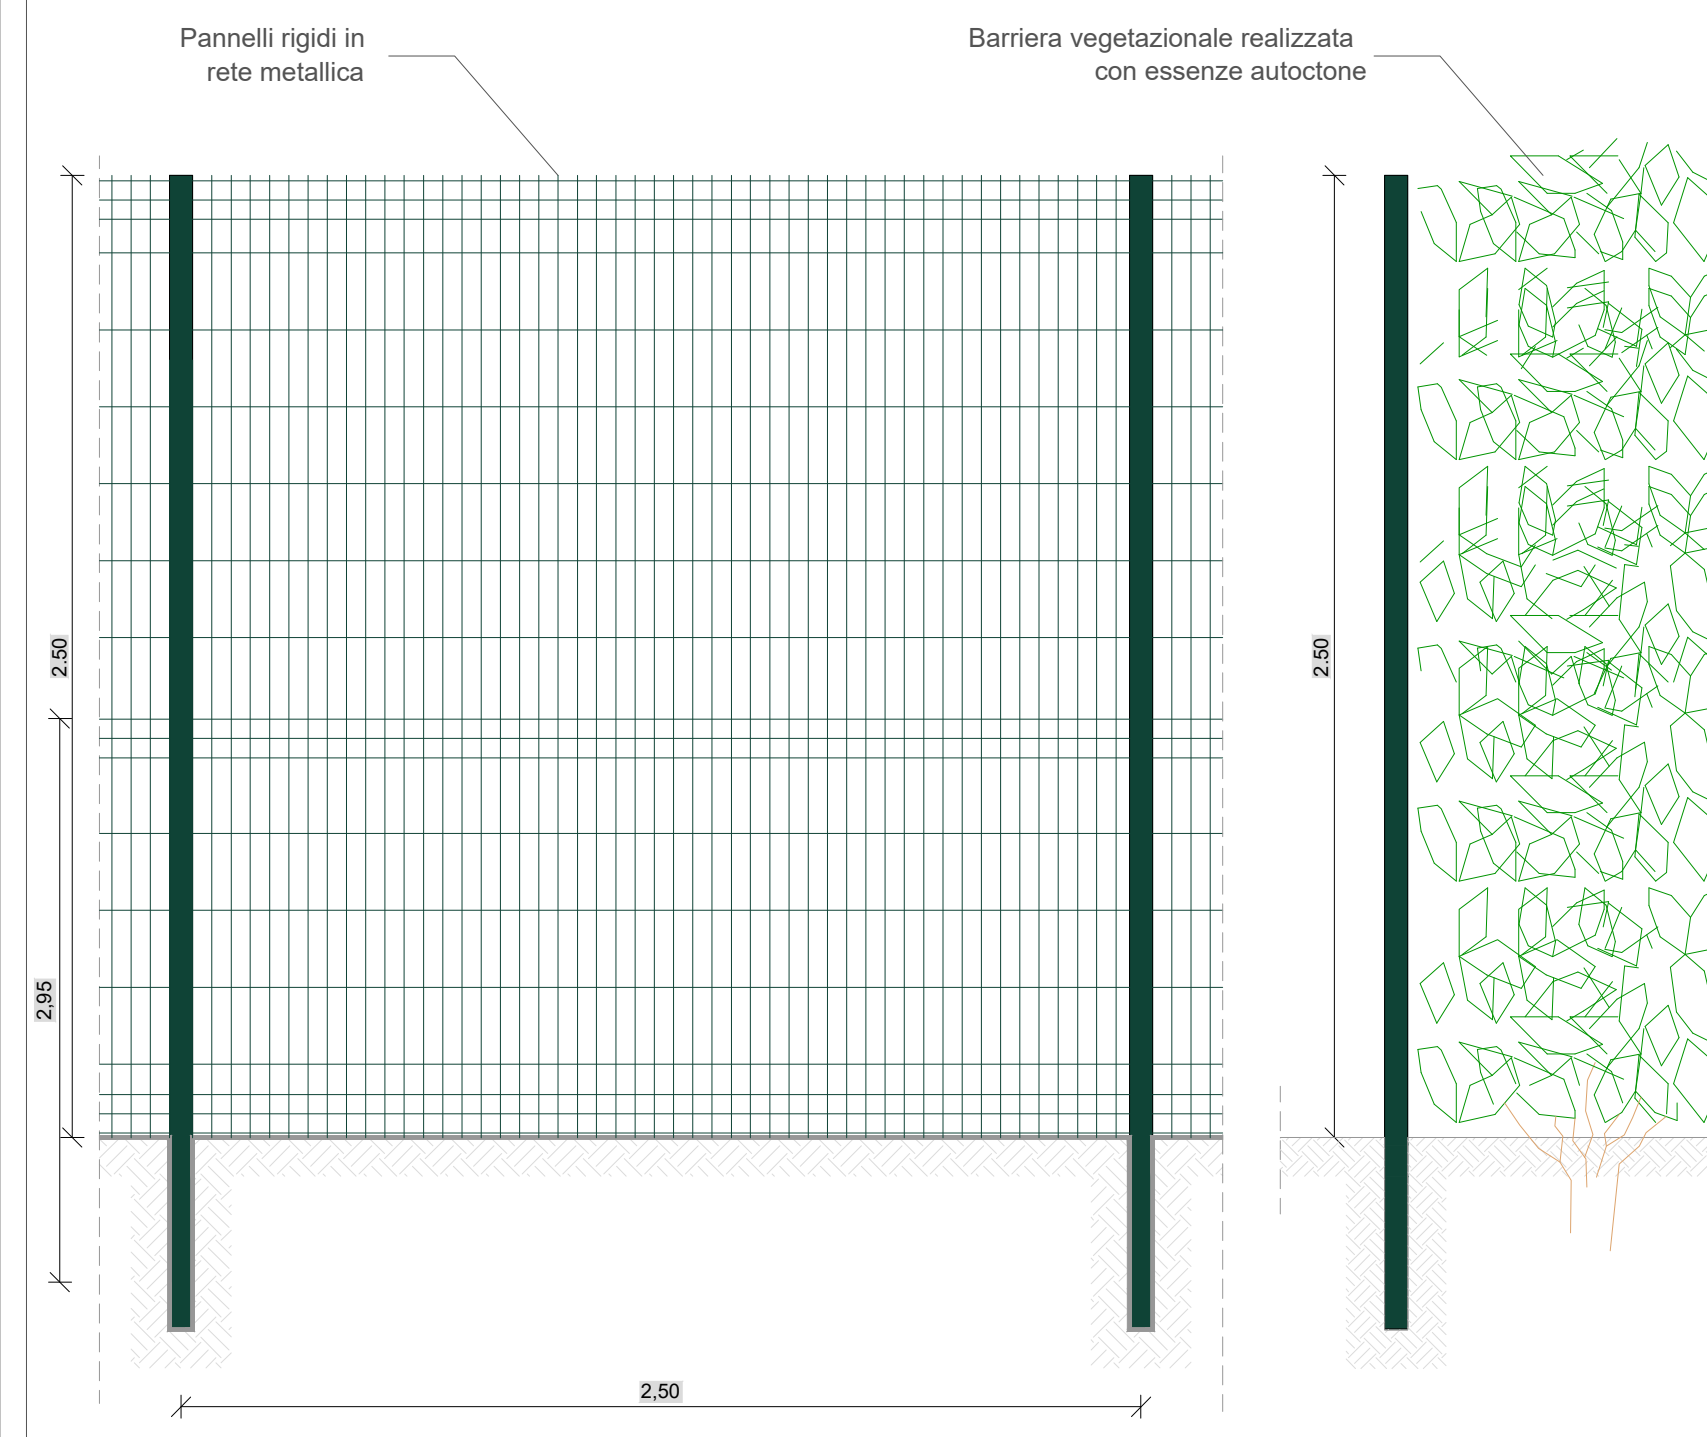 Pannelli rigidi in
rete metallica
Barriera vegetazionale realizzata
con essenze autoctone
2.50
2.50
2,95
2,50